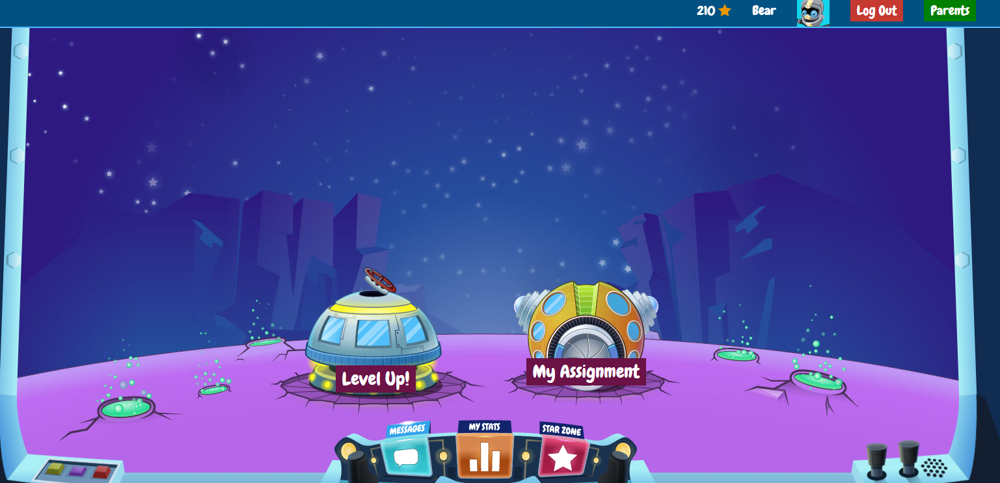 210
Bear
Log Out
Parents
Level Up!
My Assignment
MESSAGES
MY STATS
STAR ZONE